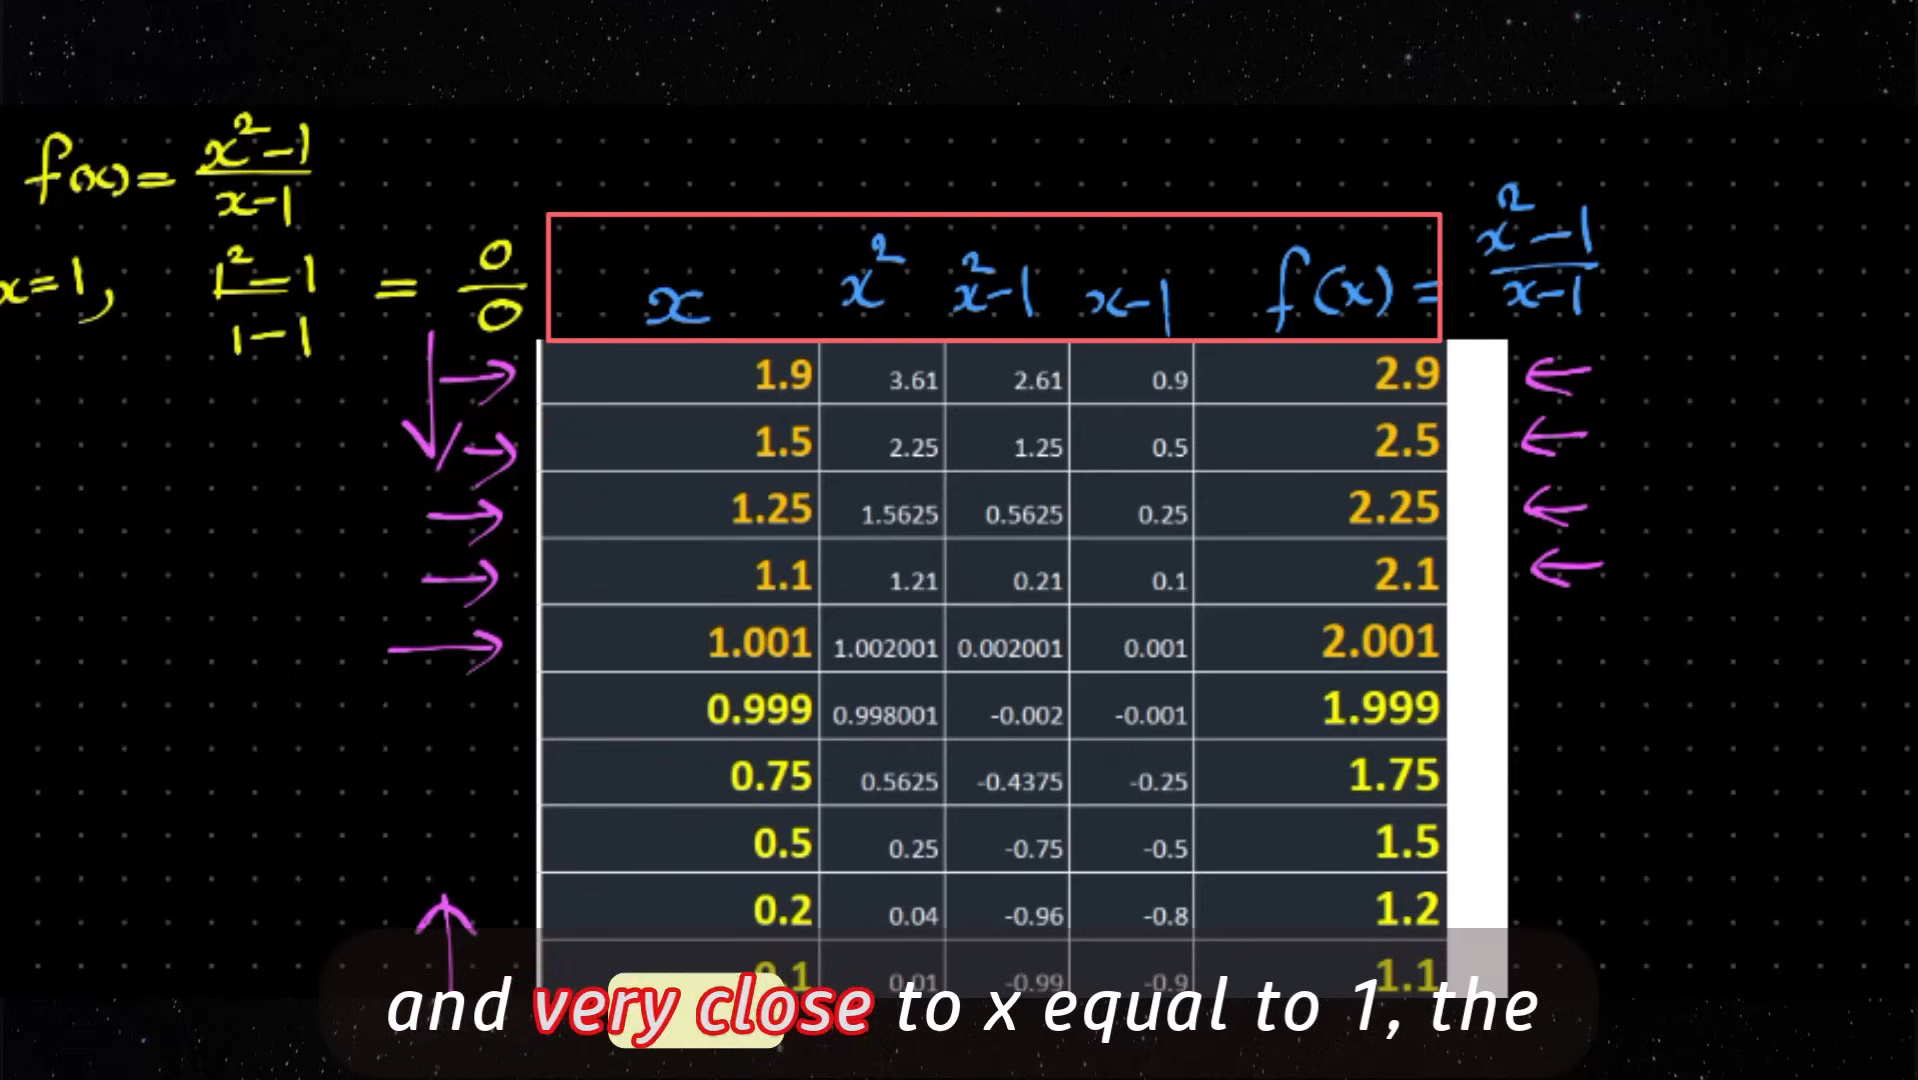 f(x) = x²-1 / x-1
x=1, 1²-1 / 1-1 = 0/0
x x² x²-1 x-1 f(x) = x²-1 / x-1
1.9 3.61 2.61 0.9 2.9
1.5 2.25 1.25 0.5 2.5
1.25 1.5625 0.5625 0.25 2.25
1.1 1.21 0.21 0.1 2.1
1.001 1.002001 0.002001 0.001 2.001
0.999 0.998001 -0.002 -0.001 1.999
0.75 0.5625 -0.4375 -0.25 1.75
0.5 0.25 -0.75 -0.5 1.5
0.2 0.04 -0.96 -0.8 1.2
0.1 0.01 -0.99 -0.9 1.1
and very close to x equal to 1, the